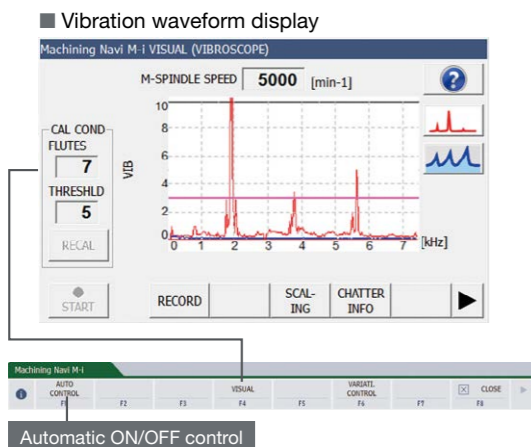 ■ Vibration waveform display
Machining Navi M-i VISUAL (VIBROSCOPE)
M-SPINDLE SPEED 5000 [min-1]
?
CAL COND
FLUTES
7
THRESHLD
5
RECAL
VIB
10
8
6
4
2
0
0 1 2 3 4 5 6 7 [kHz]
START
RECORD
SCAL-
ING
CHATTER
INFO
Machining Navi M-i
AUTO
CONTROL
VISUAL
VARIATI.
CONTROL
CLOSE
F1 F2 F3 F4 F5 F6 F7 F8
Automatic ON/OFF control